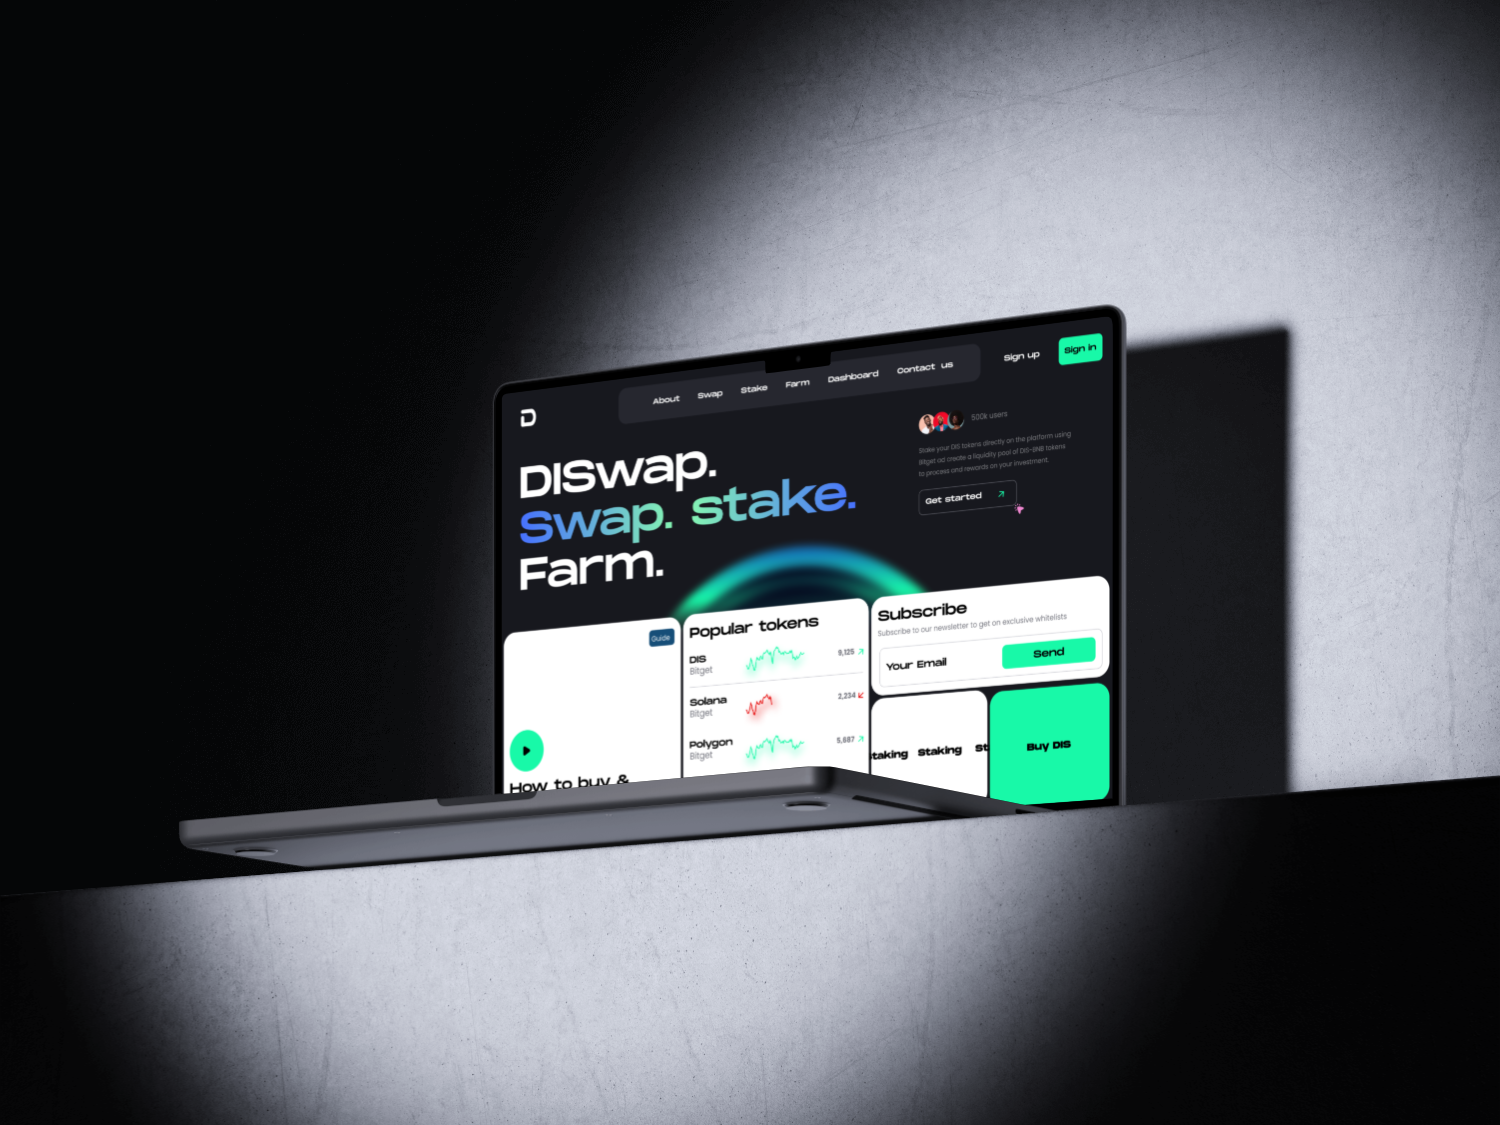 D
About Swap Stake Farm Dashboard Contact us
Sign up
Sign in
DISwap.
Swap. stake.
Farm.
500k users
Stake your DIS tokens directly on the platform using
Bitget ad create a liquidity pool of DIS-BNB tokens
to process and rewards on your investment.
Get started
Guide
How to buy &
Popular tokens
DIS
Bitget
9,125
Solana
Bitget
2,234
Polygon
Bitget
5,687
Subscribe
Subscribe to our newsletter to get on exclusive whitelists
Your Email
Send
taking Staking St
Buy DIS